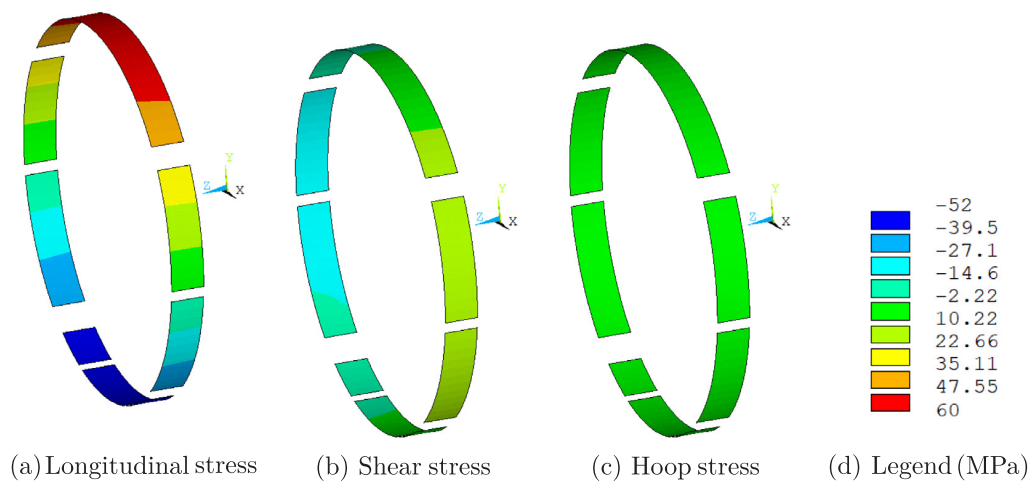 Y
Z
X
Y
Z
X
Y
Z
X
-52
-39.5
-27.1
-14.6
-2.22
10.22
22.66
35.11
47.55
60
(a) Longitudinal stress
(b) Shear stress
(c) Hoop stress
(d) Legend (MPa)